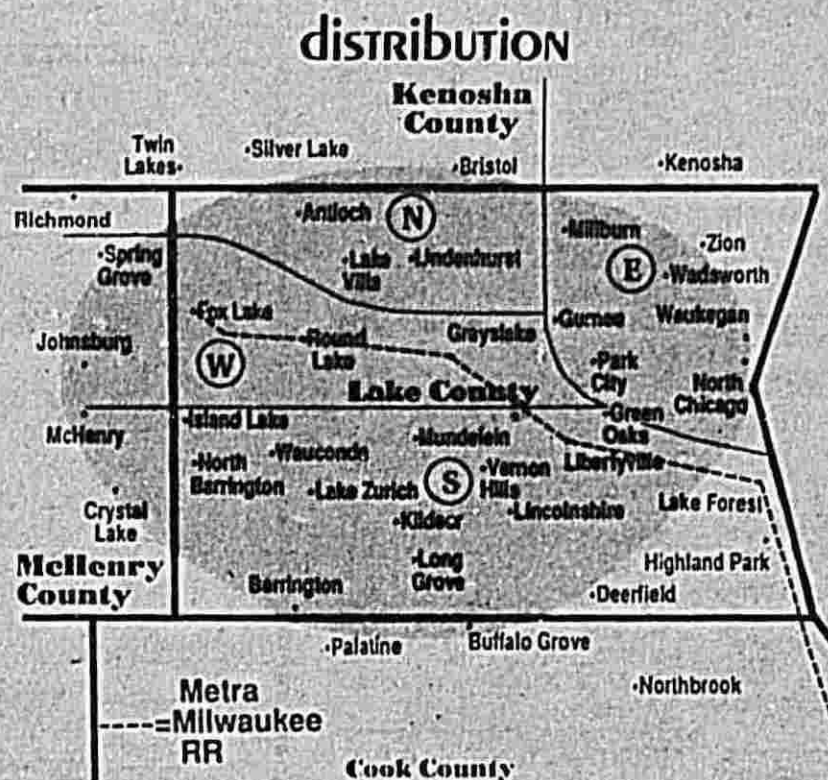 distribution
Kenosha
County
Twin
Lakes
Silver Lake
Bristol
Kenosha
Richmond
Antioch
N
Millburn
Zion
Spring
Grove
Lake
Villa
Lindenhurst
E
Wadsworth
Fox Lake
Round
Lake
Grayslake
Gurnee
Waukegan
Johnsburg
W
Park
City
Lake County
North
Chicago
McHenry
Island Lake
Mundelein
Green
Oaks
North
Barrington
Wauconda
Lake Zurich
S
Vernon
Hills
Libertyville
Crystal
Lake
Kildeer
Lincolnshire
Lake Forest
McHenry
County
Barrington
Long
Grove
Highland Park
Deerfield
Palatine
Buffalo Grove
Northbrook
Metra
=Milwaukee
RR
Cook County